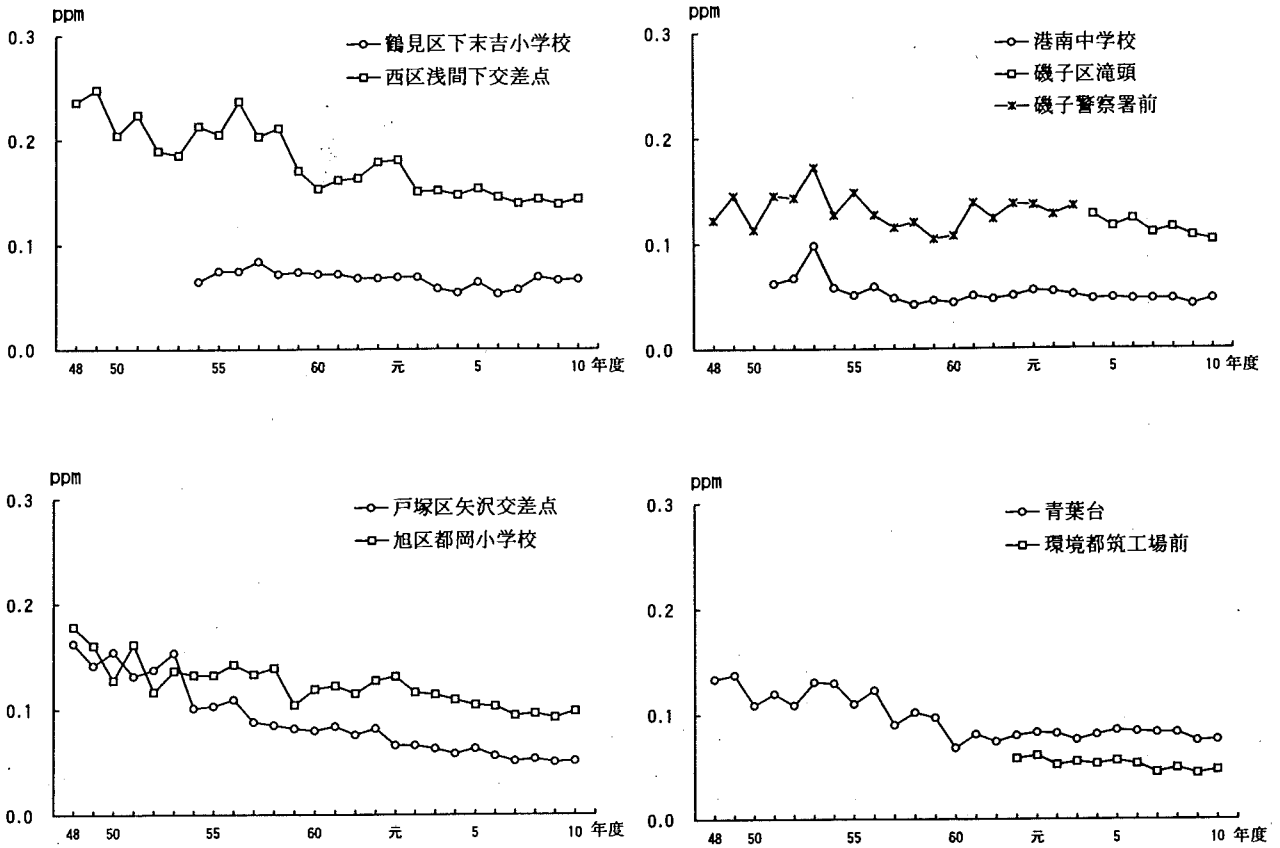 ppm
0.3
0.2
0.1
0.0
鶴見区下末吉小学校
西区浅間下交差点
48 50 55 60 元 5 10 年度
ppm
0.3
0.2
0.1
0.0
港南中学校
磯子区滝頭
磯子警察署前
48 50 55 60 元 5 10 年度
ppm
0.3
0.2
0.1
0.0
戸塚区矢沢交差点
旭区都岡小学校
48 50 55 60 元 5 10 年度
ppm
0.3
0.2
0.1
0.0
青葉台
環境都筑工場前
48 50 55 60 元 5 10 年度